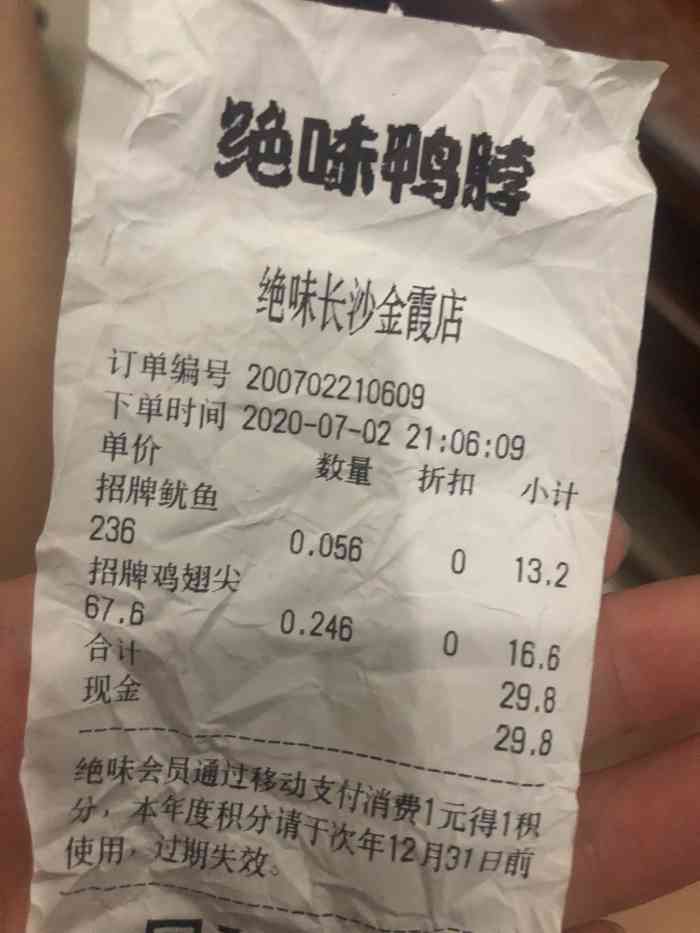 绝味鸭脖
绝味长沙金霞店
订单编号 200702210609
下单时间 2020-07-02 21:06:09
单价 数量 折扣 小计
招牌鱿鱼
236 0.056 0 13.2
招牌鸡翅尖
67.6 0.246 0 16.6
合计 29.8
现金 29.8
绝味会员通过移动支付消费1元得1积
分，本年度积分请于次年12月31日前
使用，过期失效。